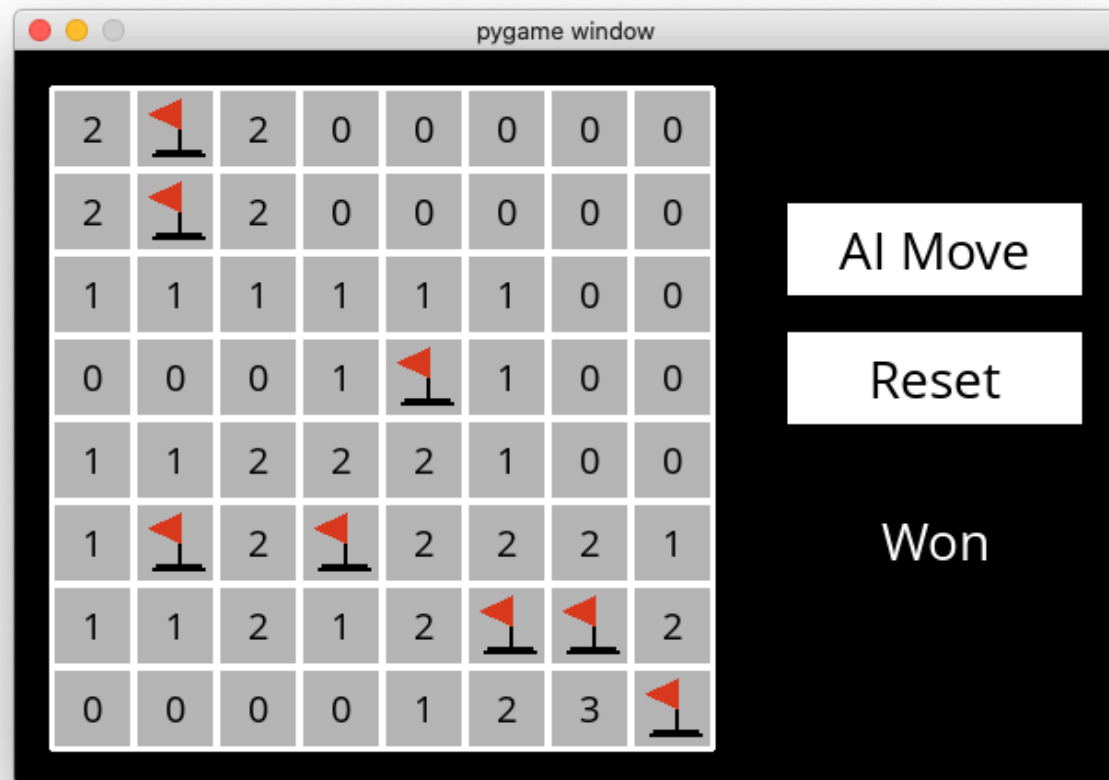 pygame window
2 2 0 0 0 0 0
2 2 0 0 0 0 0
AI Move
1 1 1 1 1 1 0 0
0 0 0 1 1 0 0
Reset
1 1 2 2 2 1 0 0
1 2 2 2 2 1
Won
1 1 2 1 2 2
0 0 0 0 1 2 3